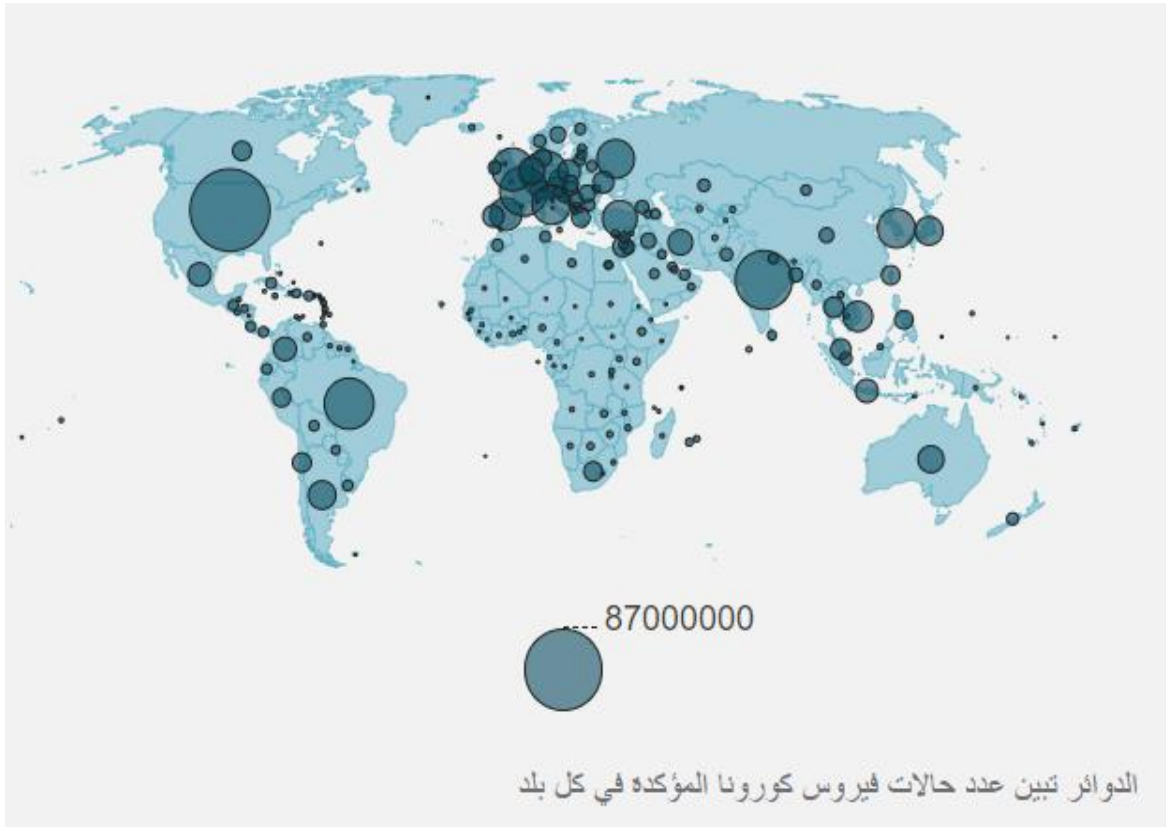 87000000
الدوائر تبين عدد حالات فيروس كورونا المؤكده في كل بلد